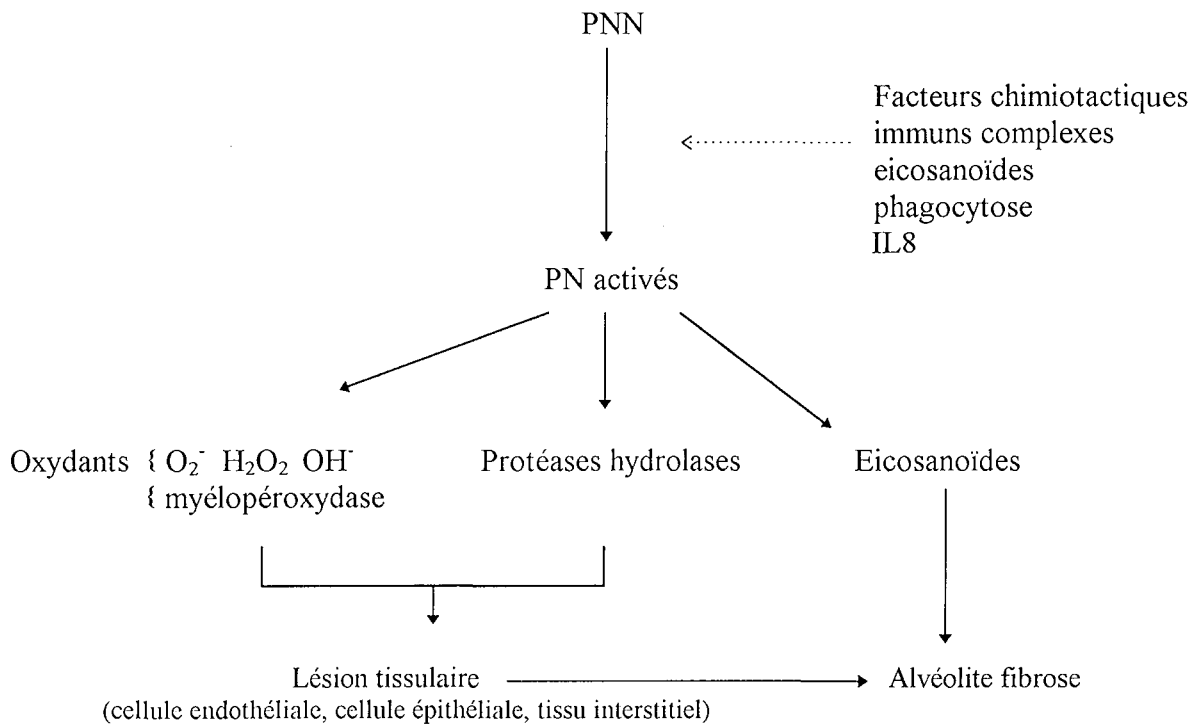 PNN
Facteurs chimiotactiques
immuns complexes
eicosanoïdes
phagocytose
IL8
PN activés
Oxydants { O₂⁻ H₂O₂ OH⁻
{ myélopéroxydase
Protéases hydrolases
Eicosanoïdes
Lésion tissulaire
(cellule endothéliale, cellule épithéliale, tissu interstitiel)
Alvéolite fibrose